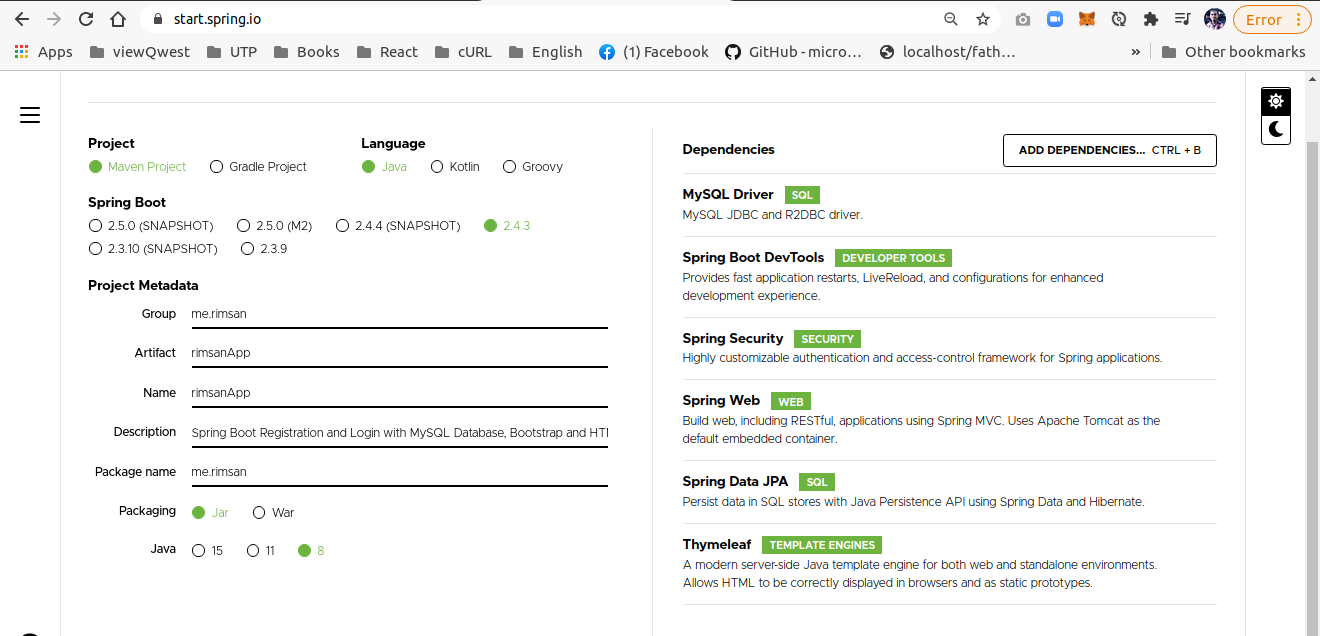 start.spring.io
Error
Apps viewQwest UTP Books React cURL English (1) Facebook GitHub - micro... localhost/fath... » Other bookmarks
Project
Maven Project Gradle Project
Language
Java Kotlin Groovy
Spring Boot
2.5.0 (SNAPSHOT) 2.5.0 (M2) 2.4.4 (SNAPSHOT) 2.4.3
2.3.10 (SNAPSHOT) 2.3.9
Project Metadata
Group me.rimsan
Artifact rimsanApp
Name rimsanApp
Description Spring Boot Registration and Login with MySQL Database, Bootstrap and HTM
Package name me.rimsan
Packaging Jar War
Java 15 11 8
Dependencies
ADD DEPENDENCIES... CTRL + B
MySQL Driver SQL
MySQL JDBC and R2DBC driver.
Spring Boot DevTools DEVELOPER TOOLS
Provides fast application restarts, LiveReload, and configurations for enhanced
development experience.
Spring Security SECURITY
Highly customizable authentication and access-control framework for Spring applications.
Spring Web WEB
Build web, including RESTful, applications using Spring MVC. Uses Apache Tomcat as the
default embedded container.
Spring Data JPA SQL
Persist data in SQL stores with Java Persistence API using Spring Data and Hibernate.
Thymeleaf TEMPLATE ENGINES
A modern server-side Java template engine for both web and standalone environments.
Allows HTML to be correctly displayed in browsers and as static prototypes.